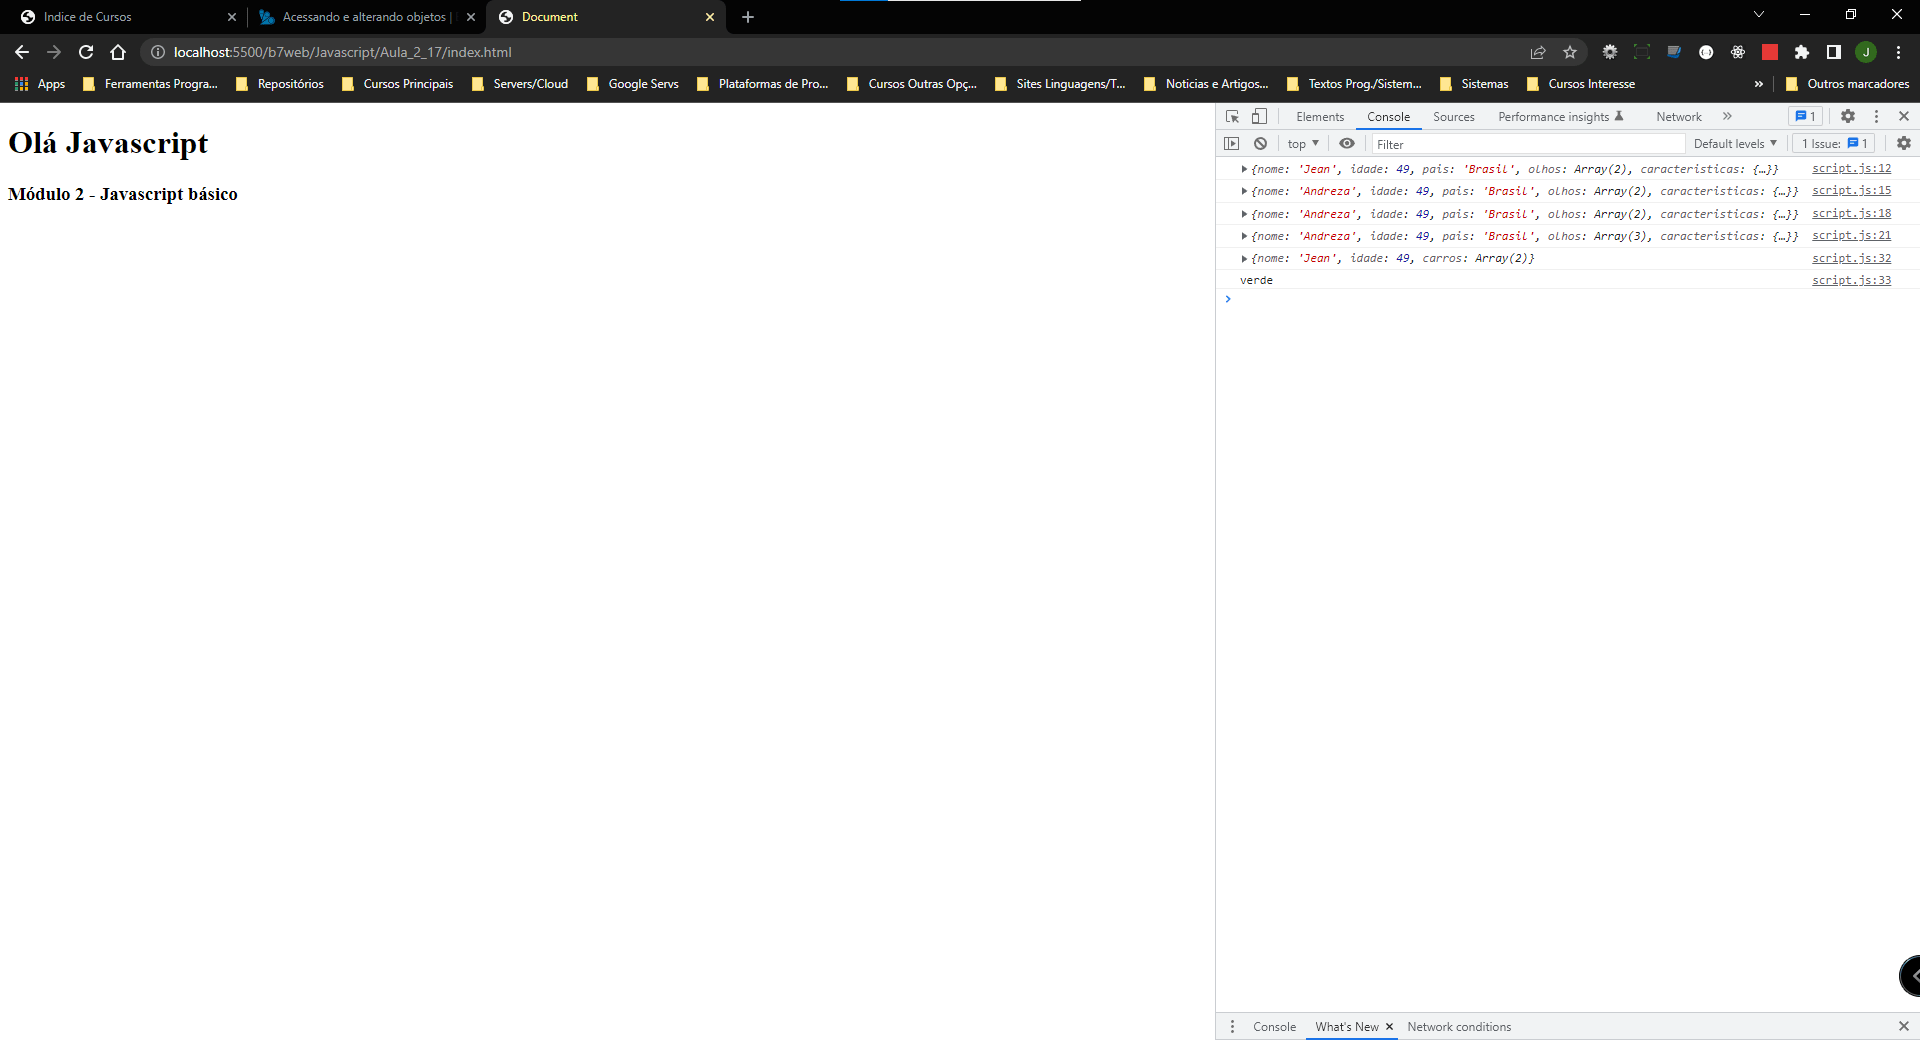 Indice de Cursos
Acessando e alterando objetos |
Document
localhost:5500/b7web/Javascript/Aula_2_17/index.html
J
Apps Ferramentas Progra... Repositórios Cursos Principais Servers/Cloud Google Servs Plataformas de Pro... Cursos Outras Opç... Sites Linguagens/T... Noticias e Artigos... Textos Prog./Sistem... Sistemas Cursos Interesse » Outros marcadores
Olá Javascript
Módulo 2 - Javascript básico
Elements Console Sources Performance insights Network » 1
top Filter Default levels 1 Issue: 1
{nome: 'Jean', idade: 49, pais: 'Brasil', olhos: Array(2), caracteristicas: {…}} script.js:12
{nome: 'Andreza', idade: 49, pais: 'Brasil', olhos: Array(2), caracteristicas: {…}} script.js:15
{nome: 'Andreza', idade: 49, pais: 'Brasil', olhos: Array(2), caracteristicas: {…}} script.js:18
{nome: 'Andreza', idade: 49, pais: 'Brasil', olhos: Array(3), caracteristicas: {…}} script.js:21
{nome: 'Jean', idade: 49, carros: Array(2)} script.js:32
verde script.js:33
Console What's New Network conditions